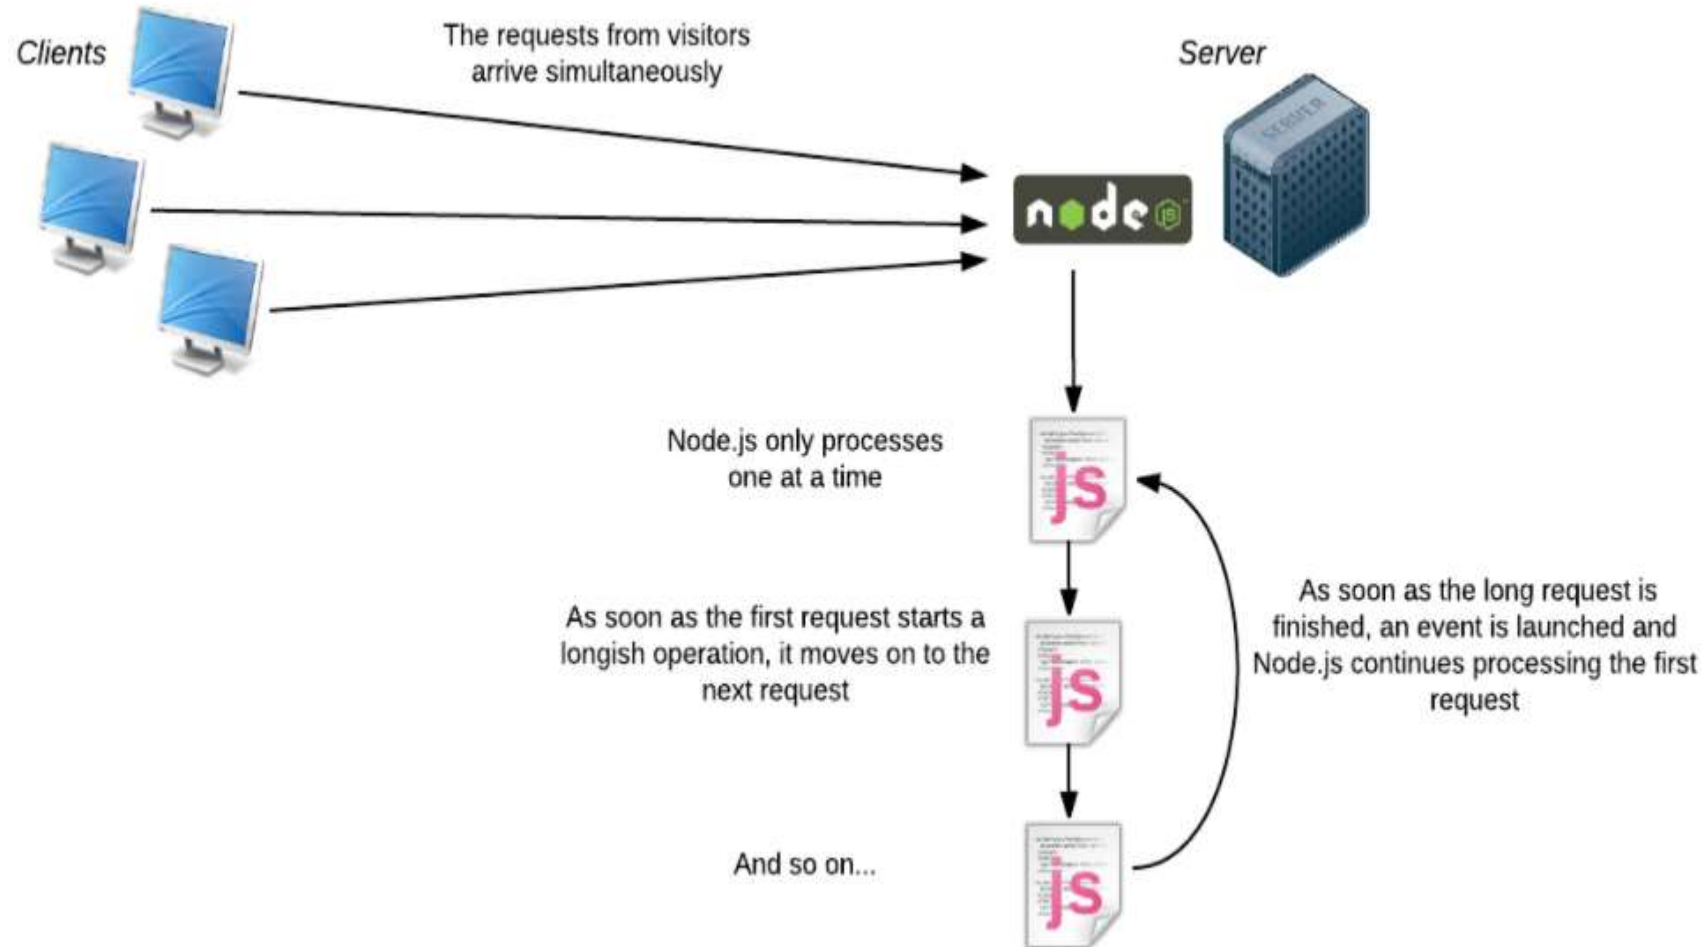 Clients
The requests from visitors
arrive simultaneously
Server
SERVER
node
JS
Node.js only processes
one at a time
js
As soon as the first request starts a
longish operation, it moves on to the
next request
js
As soon as the long request is
finished, an event is launched and
Node.js continues processing the first
request
And so on...
js